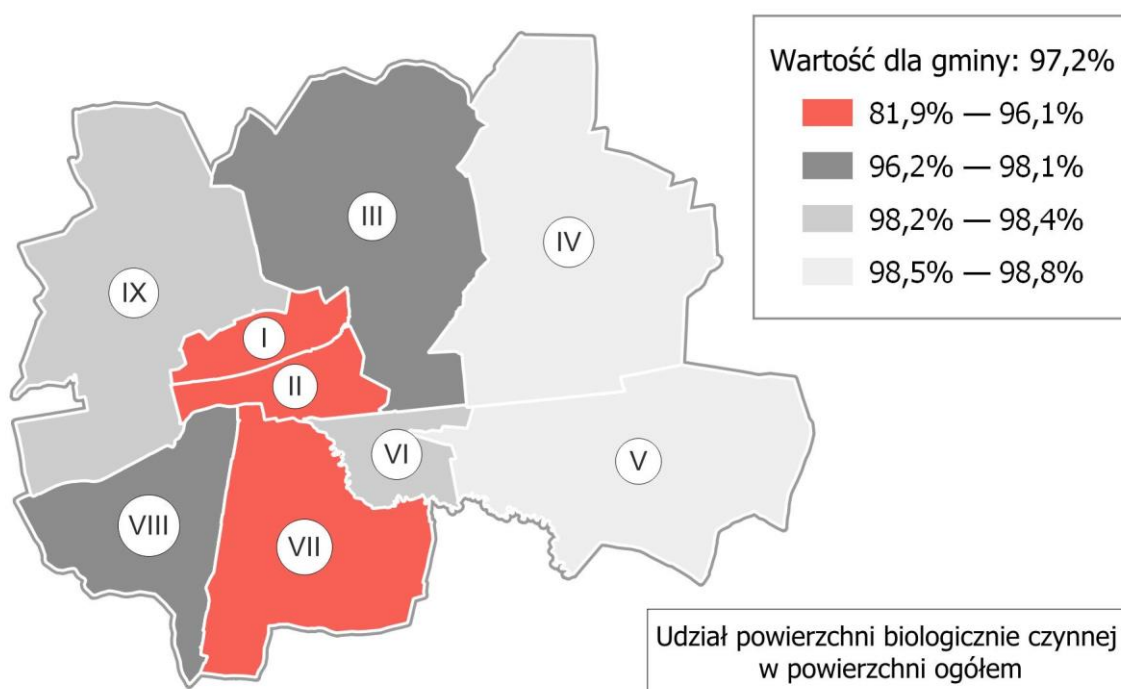 Wartość dla gminy: 97,2%
81,9% — 96,1%
96,2% — 98,1%
98,2% — 98,4%
98,5% — 98,8%
III
IV
IX
I
II
VI
V
VIII
VII
Udział powierzchni biologicznie czynnej
w powierzchni ogółem